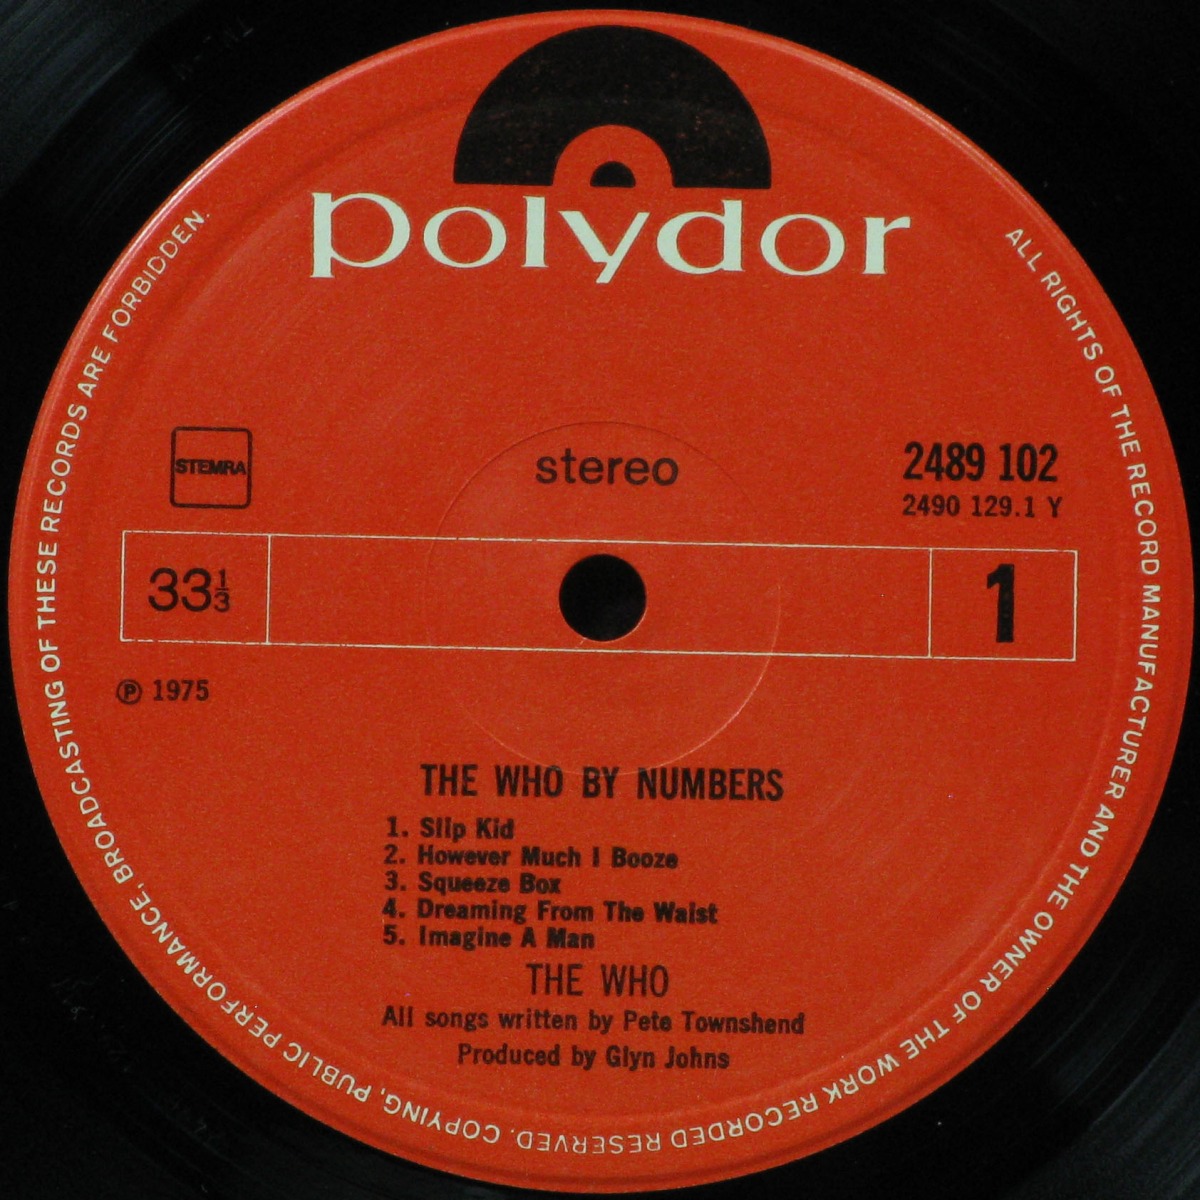 polydor
STEMRA
stereo
2489 102
2490 129.1 Y
33 1/3
1
℗ 1975
THE WHO BY NUMBERS
1. Slip Kid
2. However Much I Booze
3. Squeeze Box
4. Dreaming From The Waist
5. Imagine A Man
THE WHO
All songs written by Pete Townshend
Produced by Glyn Johns
ALL RIGHTS OF THE RECORD MANUFACTURER AND THE OWNER OF THE WORK RECORDED RESERVED. COPYING, PUBLIC PERFORMANCE, BROADCASTING OF THESE RECORDS ARE FORBIDDEN.